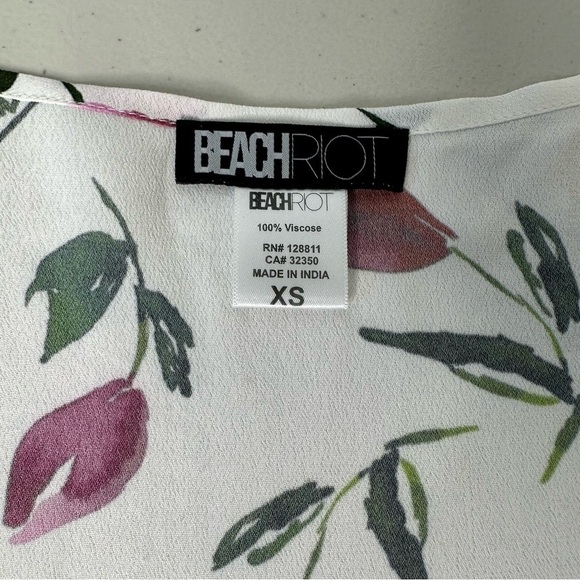 BEACHRIOT
BEACHRIOT
100% Viscose
RN# 128811
CA# 32350
MADE IN INDIA
XS